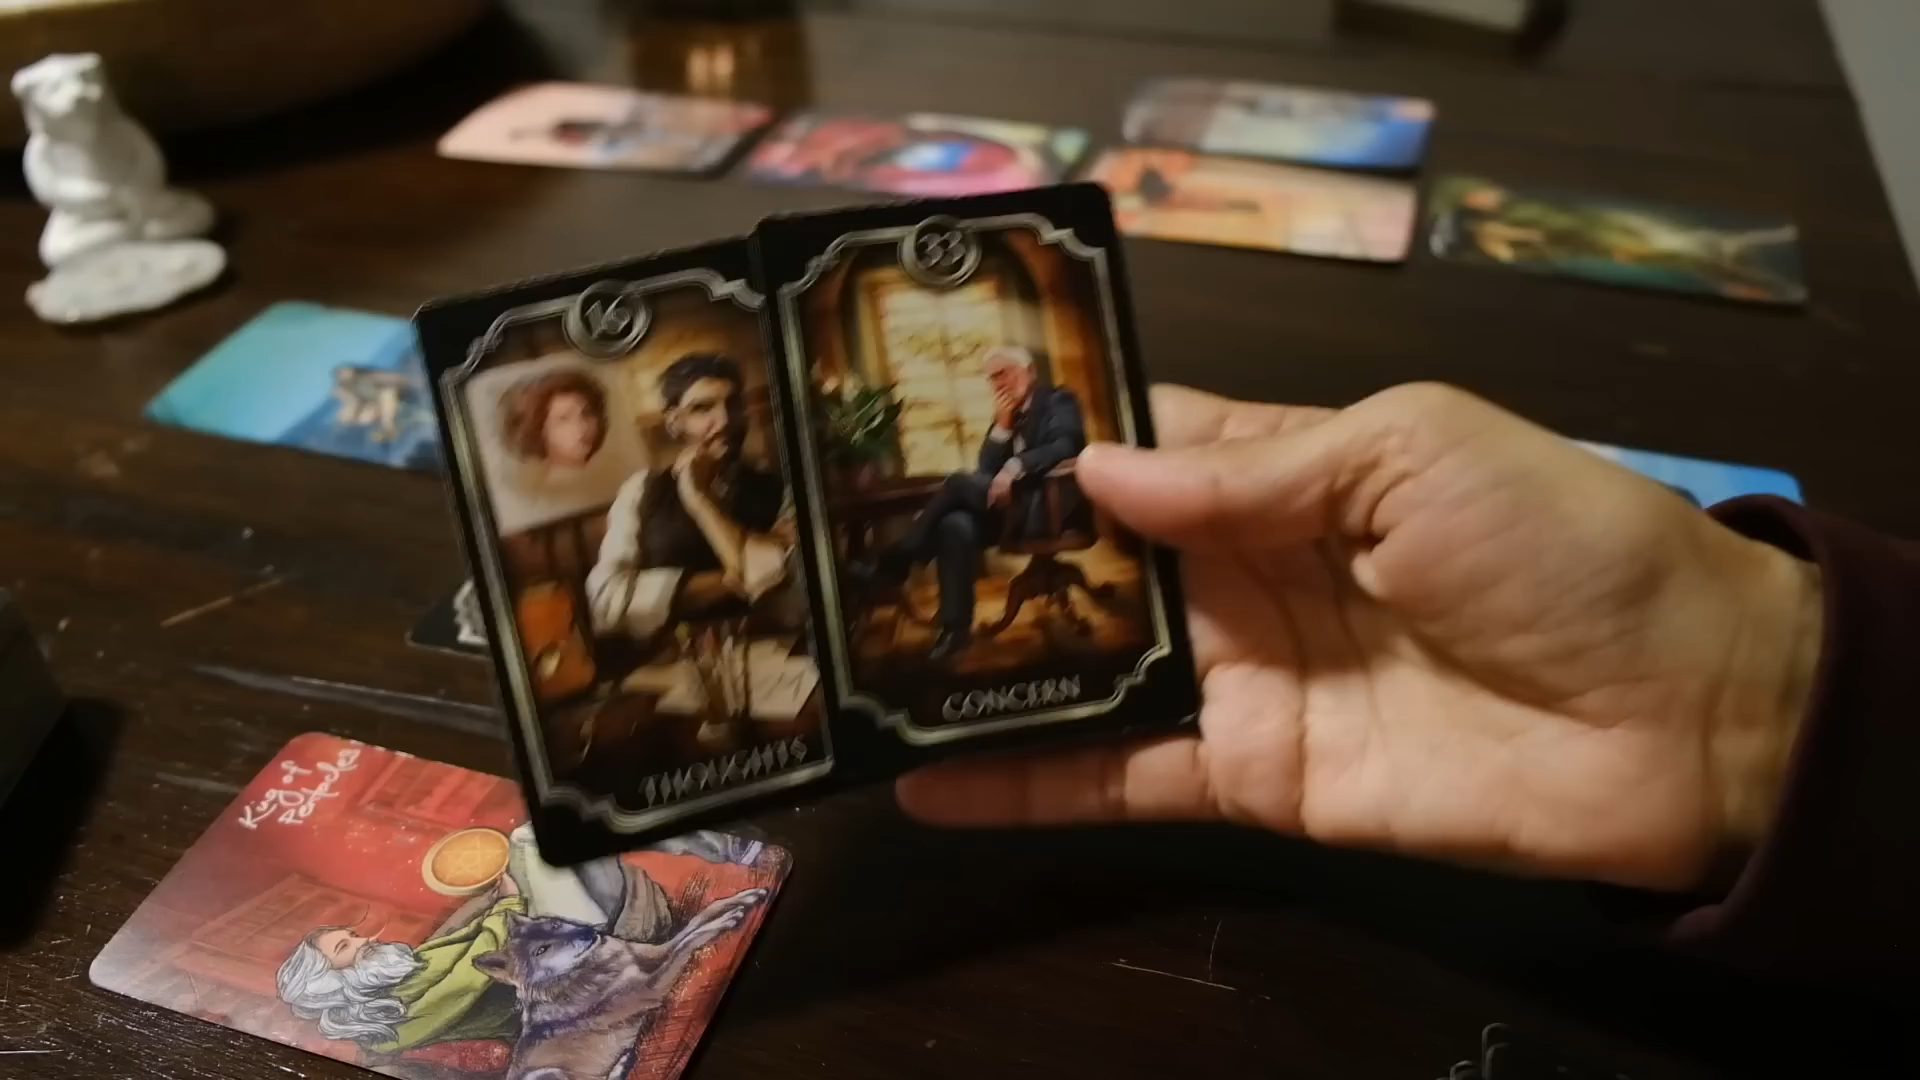 16
33
CONCERN
THOUGHTS
King of
Pentacles